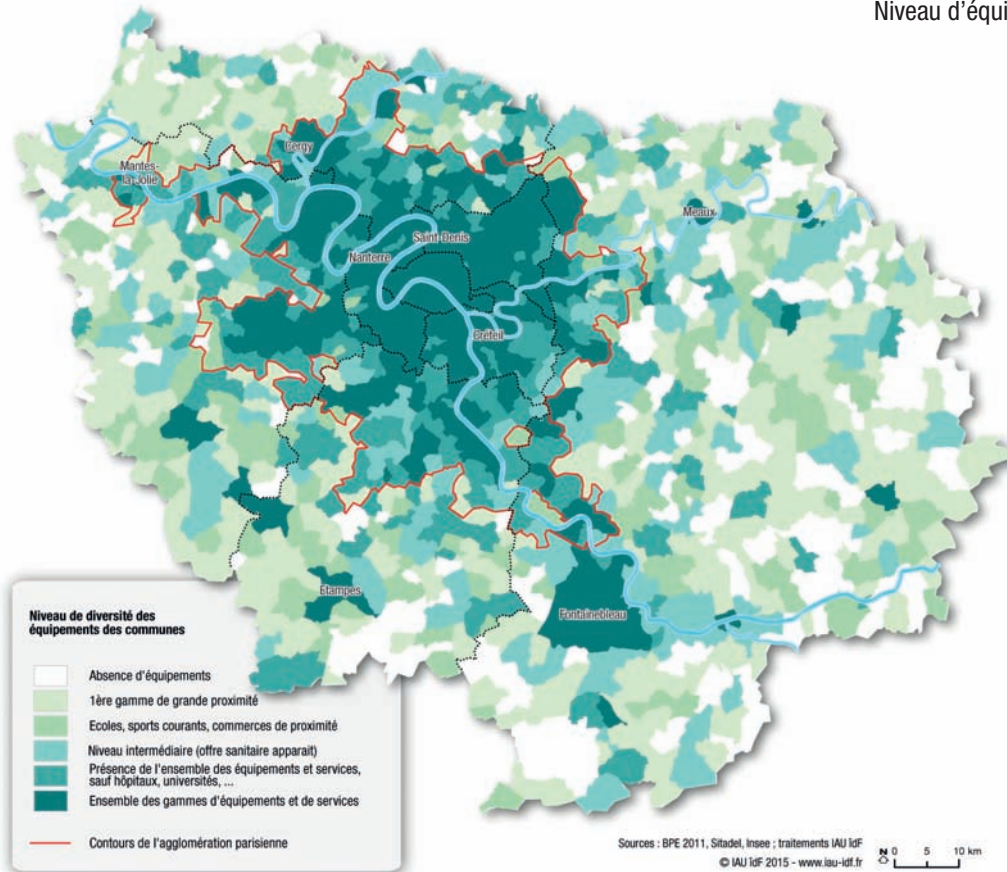 Niveau d'équi
Cergy
Mantes-
la-Jolie
Meaux
Saint-Denis
Nanterre
Créteil
Etampes
Fontainebleau
Niveau de diversité des
équipements des communes
Absence d'équipements
1ère gamme de grande proximité
Ecoles, sports courants, commerces de proximité
Niveau intermédiaire (offre sanitaire apparait)
Présence de l'ensemble des équipements et services,
sauf hôpitaux, universités, ...
Ensemble des gammes d'équipements et de services
Contours de l'agglomération parisienne
Sources : BPE 2011, Sitadel, Insee ; traitements IAU îdF
© IAU îdF 2015 - www.iau-idf.fr
N 0 5 10 km